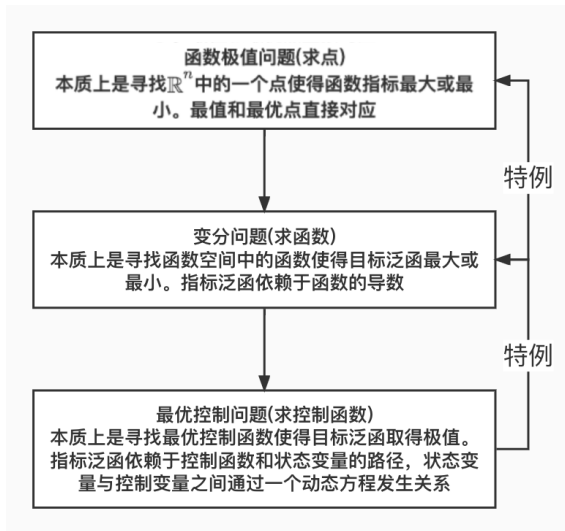 函数极值问题(求点)
本质上是寻找ℝⁿ中的一个点使得函数指标最大或最
小。最值和最优点直接对应
特例
变分问题(求函数)
本质上是寻找函数空间中的函数使得目标泛函最大或
最小。指标泛函依赖于函数的导数
特例
最优控制问题(求控制函数)
本质上是寻找最优控制函数使得目标泛函取得极值。
指标泛函依赖于控制函数和状态变量的路径，状态变
量与控制变量之间通过一个动态方程发生关系